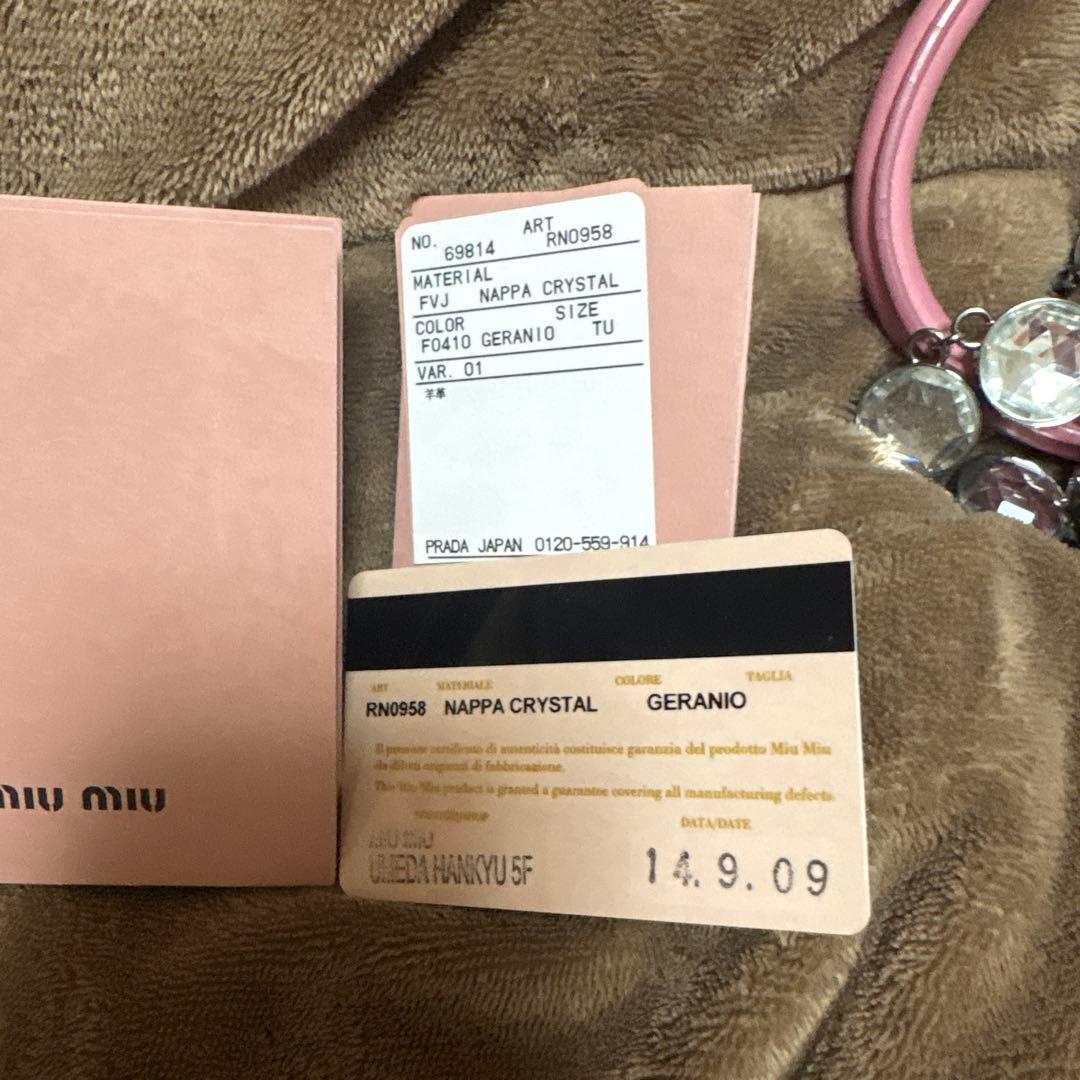 NO. ART
69814 RN0958
MATERIAL
FVJ NAPPA CRYSTAL
COLOR SIZE
F0410 GERANIO TU
VAR. 01
羊革
PRADA JAPAN 0120-559-914
miu miu
ART MATERIALE COLORE TAGLIA
RN0958 NAPPA CRYSTAL GERANIO
Il presente certificato di autenticità costituisce garanzia del prodotto Miu Miu
da difetti originari di fabbricazione.
This Miu Miu product is granted a guarantee covering all manufacturing defects
DATA/DATE
MIU MIU
UMEDA HANKYU 5F
14. 9. 09